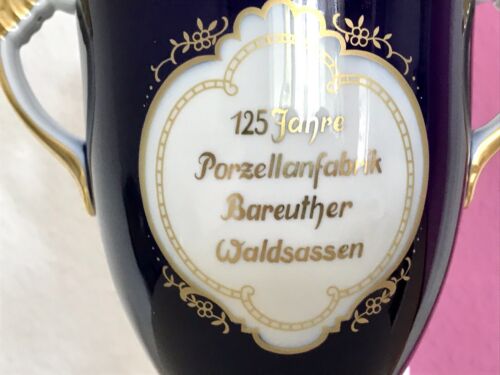 125 Jahre
Porzellanfabrik
Bareuther
Waldsassen